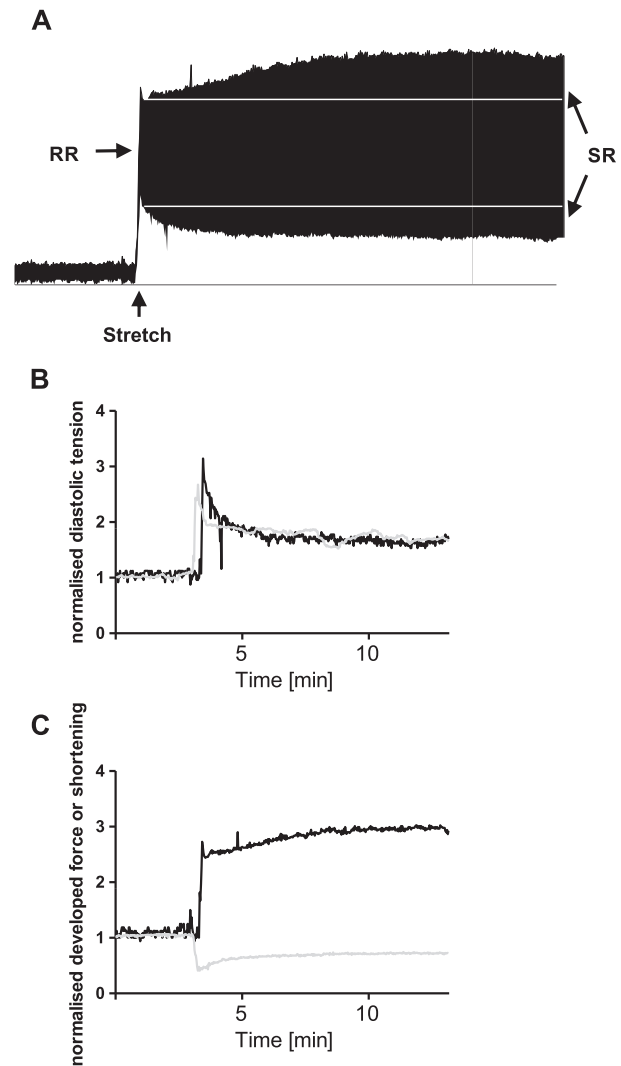 A
RR
SR
Stretch
B
normalised diastolic tension
4
3
2
1
0
5
10
Time [min]
C
normalised developed force or shortening
4
3
2
1
0
5
10
Time [min]